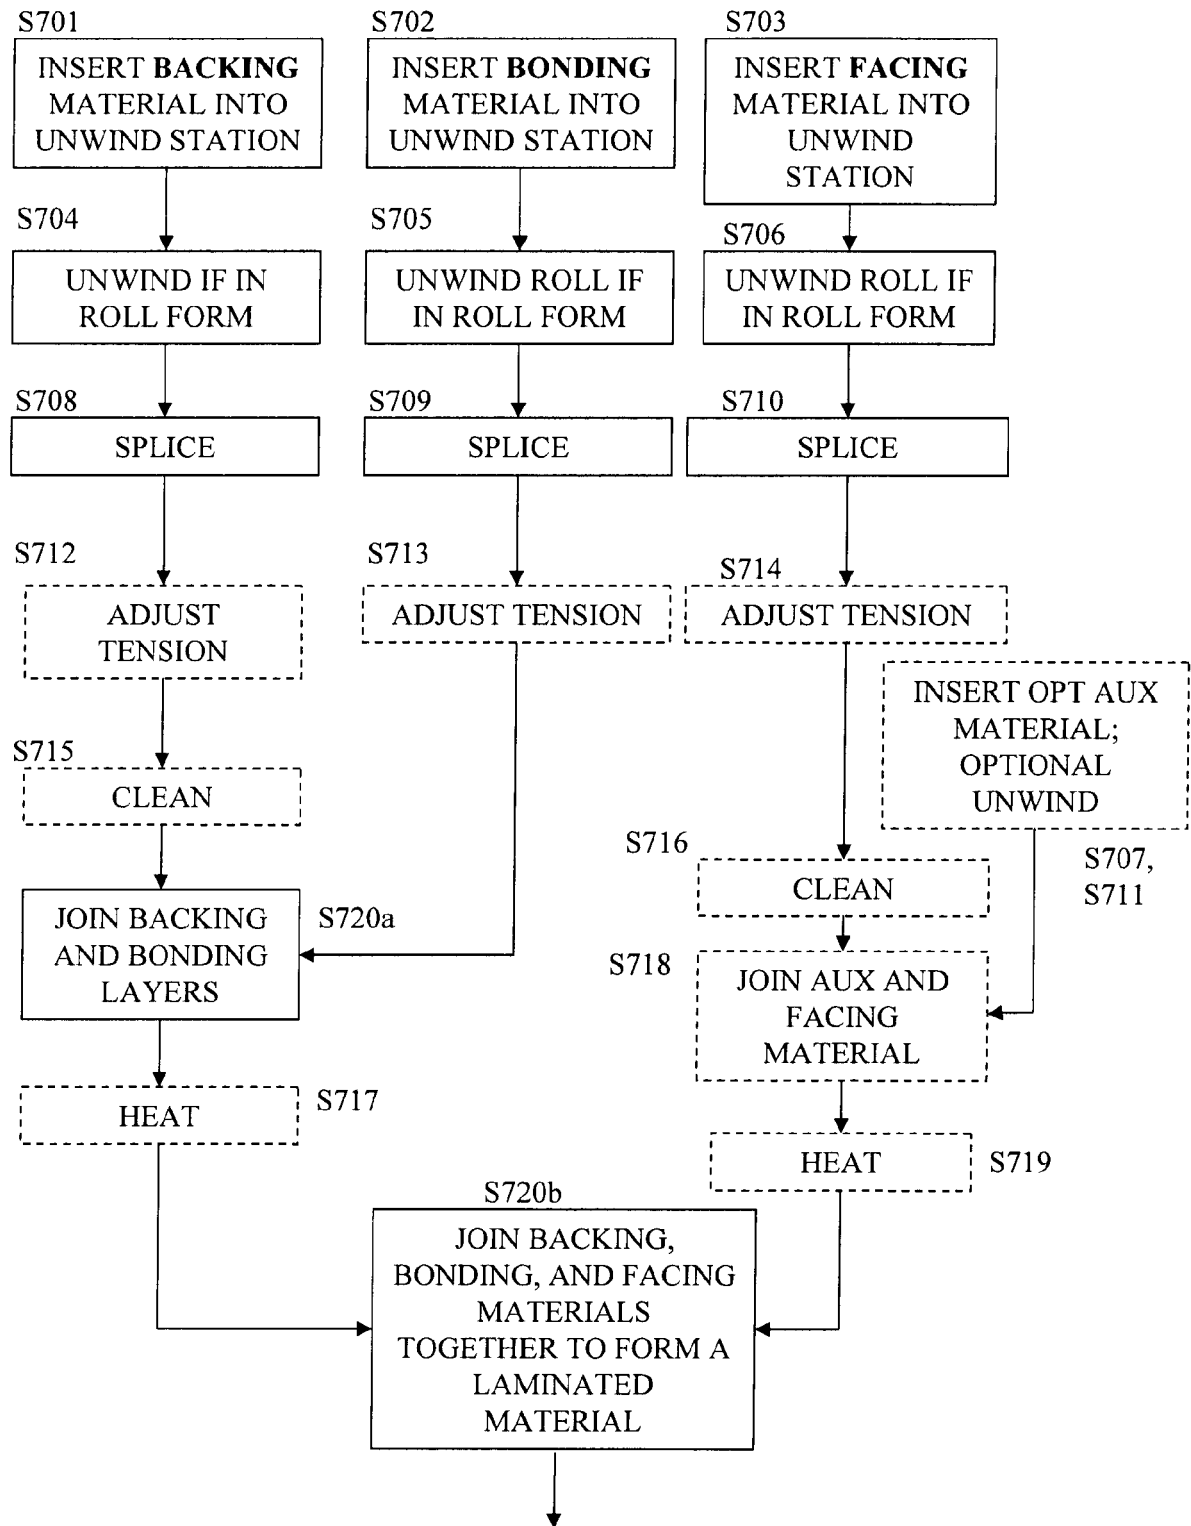 S701
INSERT BACKING
MATERIAL INTO
UNWIND STATION
S702
INSERT BONDING
MATERIAL INTO
UNWIND STATION
S703
INSERT FACING
MATERIAL INTO
UNWIND
STATION
S704
UNWIND IF IN
ROLL FORM
S705
UNWIND ROLL IF
IN ROLL FORM
S706
UNWIND ROLL IF
IN ROLL FORM
S708
SPLICE
S709
SPLICE
S710
SPLICE
S712
ADJUST
TENSION
S713
ADJUST TENSION
S714
ADJUST TENSION
INSERT OPT AUX
MATERIAL;
OPTIONAL
UNWIND
S707,
S711
S715
CLEAN
S716
CLEAN
JOIN BACKING
AND BONDING
LAYERS
S720a
S718
JOIN AUX AND
FACING
MATERIAL
HEAT
S717
HEAT
S719
S720b
JOIN BACKING,
BONDING, AND FACING
MATERIALS
TOGETHER TO FORM A
LAMINATED
MATERIAL